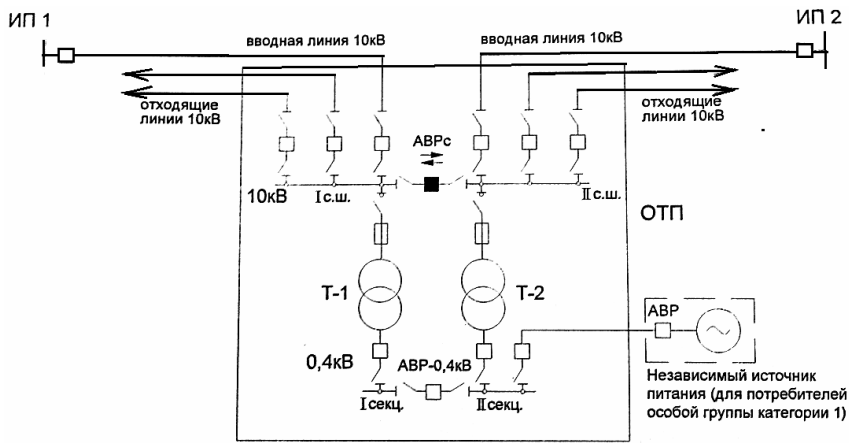 ИП 1
ИП 2
вводная линия 10кВ
вводная линия 10кВ
отходящие
линии 10кВ
отходящие
линии 10кВ
АВРс
10кВ
I с.ш.
II с.ш.
ОТП
Т-1
Т-2
АВР
0,4кВ
АВР-0,4кВ
I секц.
II секц.
Независимый источник
питания (для потребителей
особой группы категории 1)